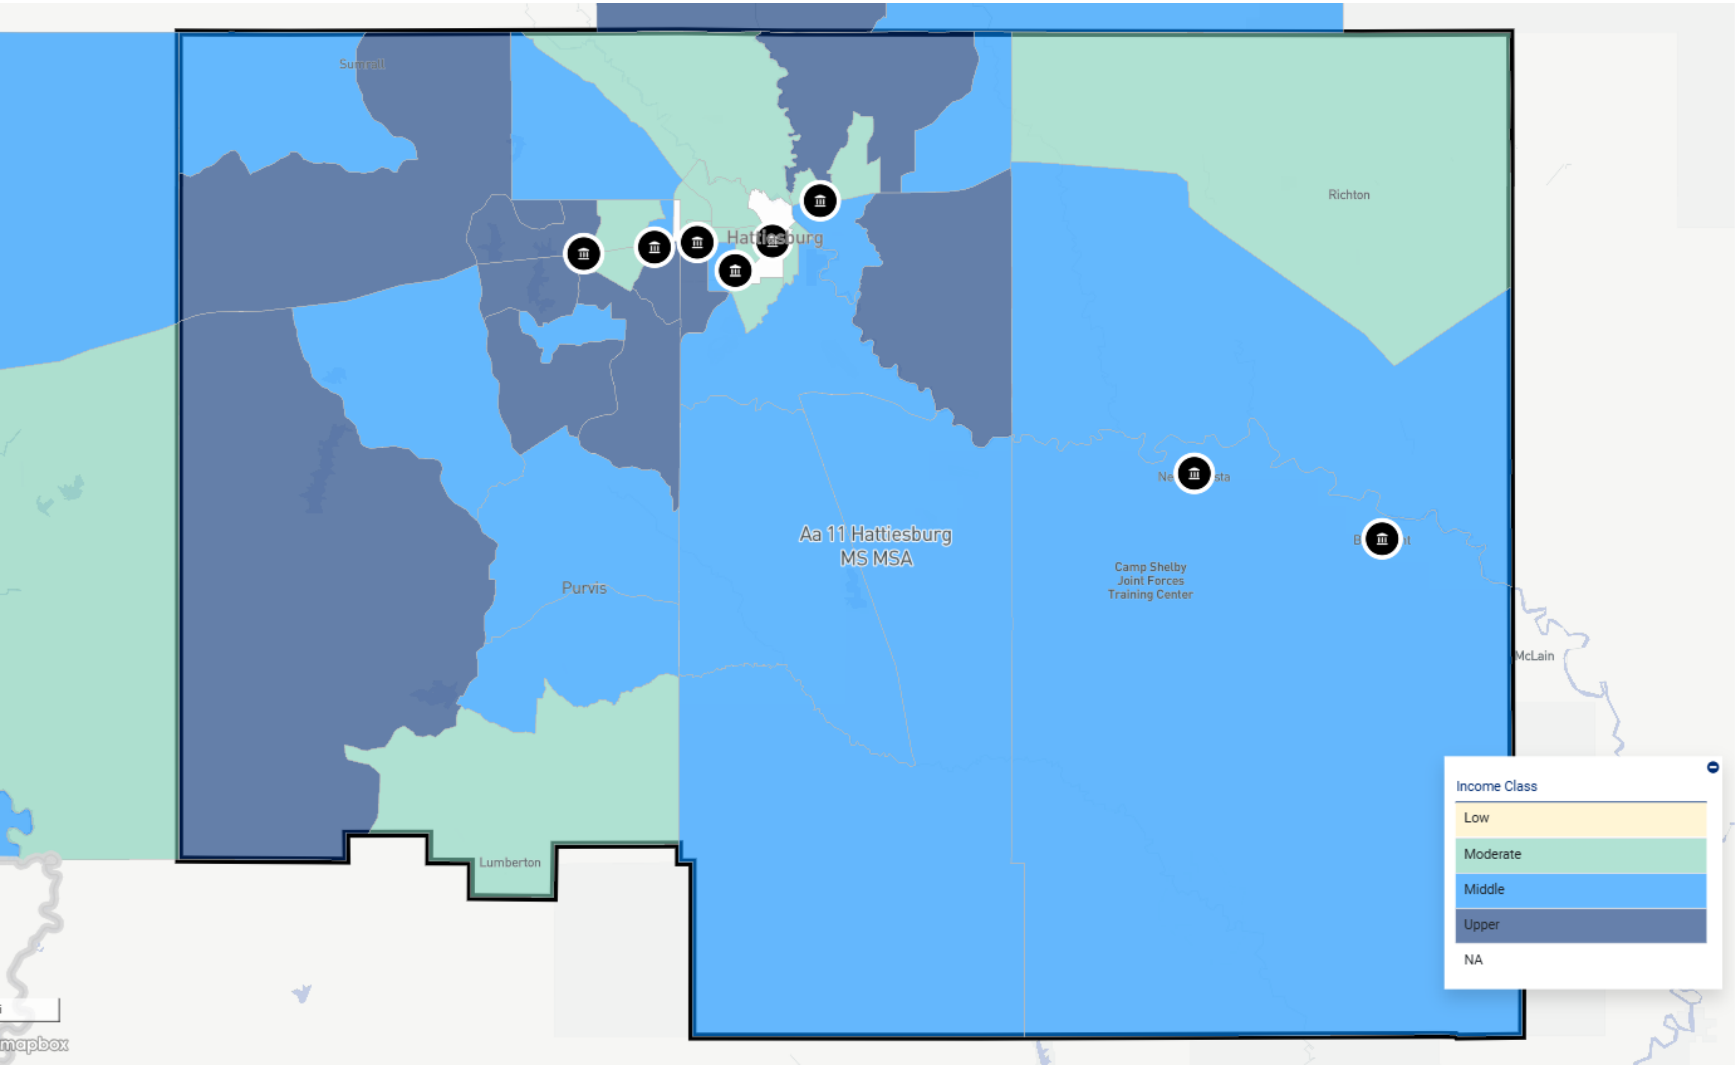 Sumrall
Richton
Hattiesburg
Aa 11 Hattiesburg
MS MSA
Camp Shelby
Joint Forces
Training Center
Purvis
McLain
Lumberton
Income Class
Low
Moderate
Middle
Upper
NA
mapbox